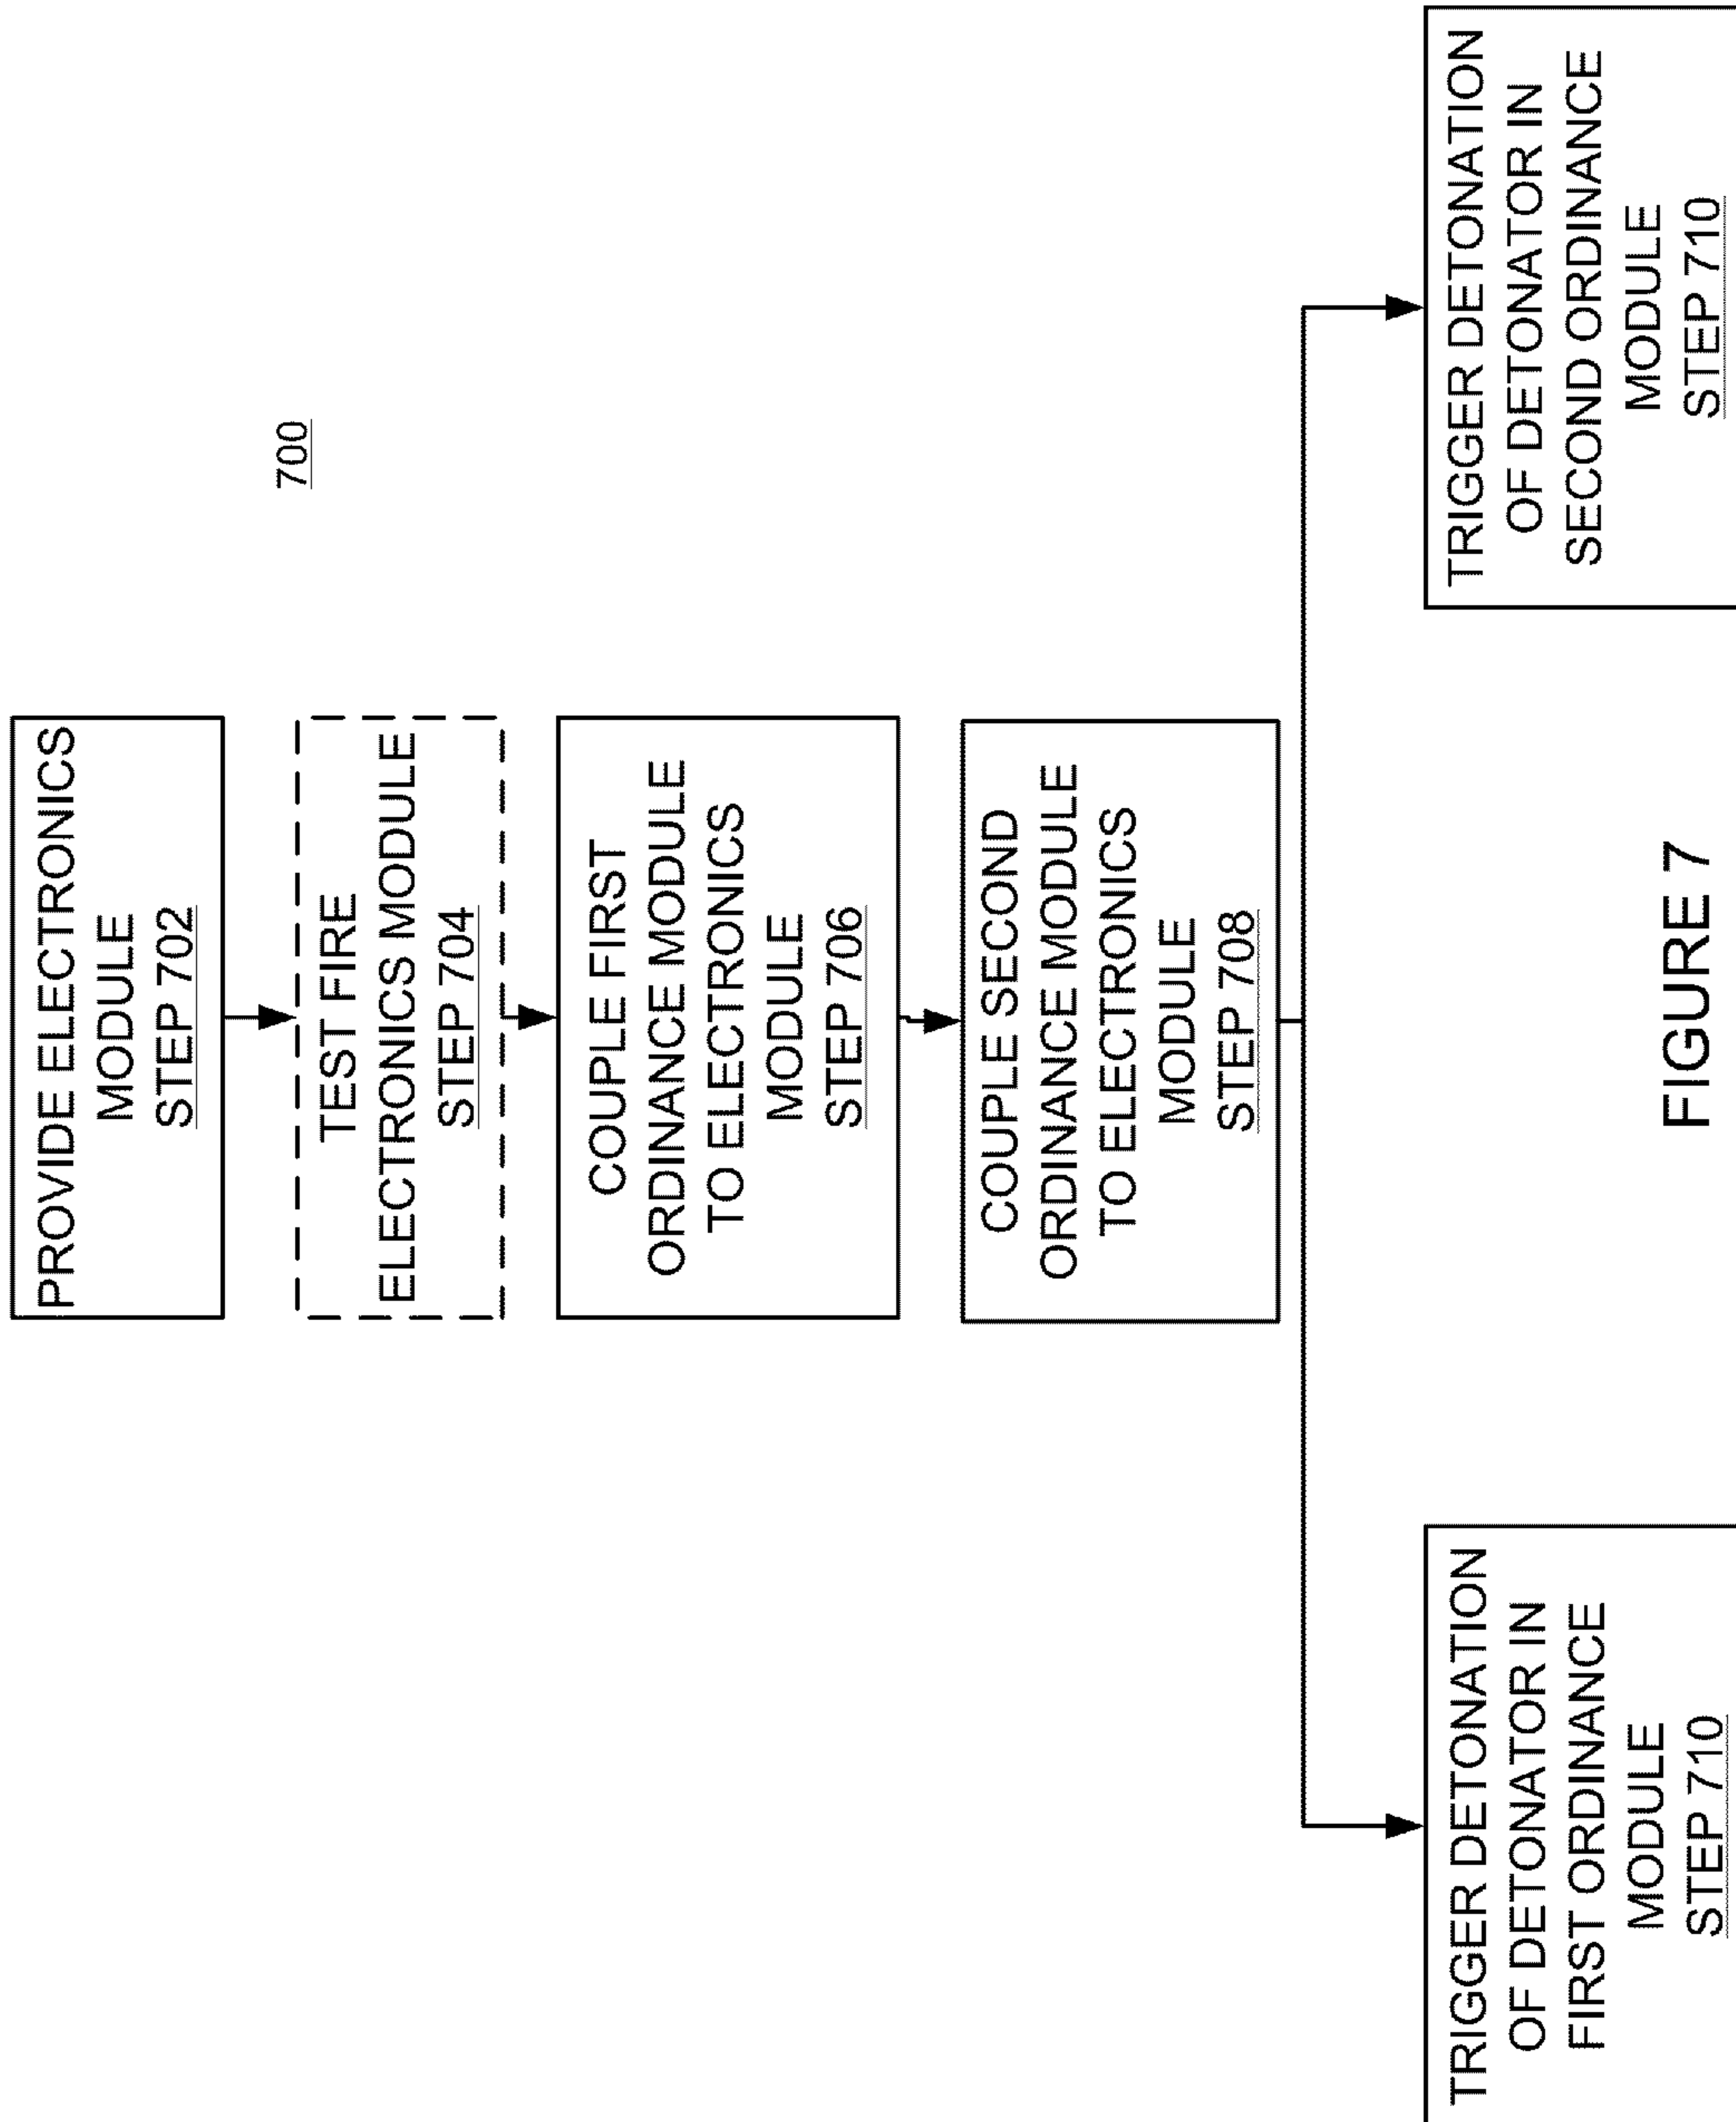 700
PROVIDE ELECTRONICS
MODULE
STEP 702
TEST FIRE
ELECTRONICS MODULE
STEP 704
COUPLE FIRST
ORDINANCE MODULE
TO ELECTRONICS
MODULE
STEP 706
COUPLE SECOND
ORDINANCE MODULE
TO ELECTRONICS
MODULE
STEP 708
TRIGGER DETONATION
OF DETONATOR IN
FIRST ORDINANCE
MODULE
STEP 710
TRIGGER DETONATION
OF DETONATOR IN
SECOND ORDINANCE
MODULE
STEP 710
FIGURE 7